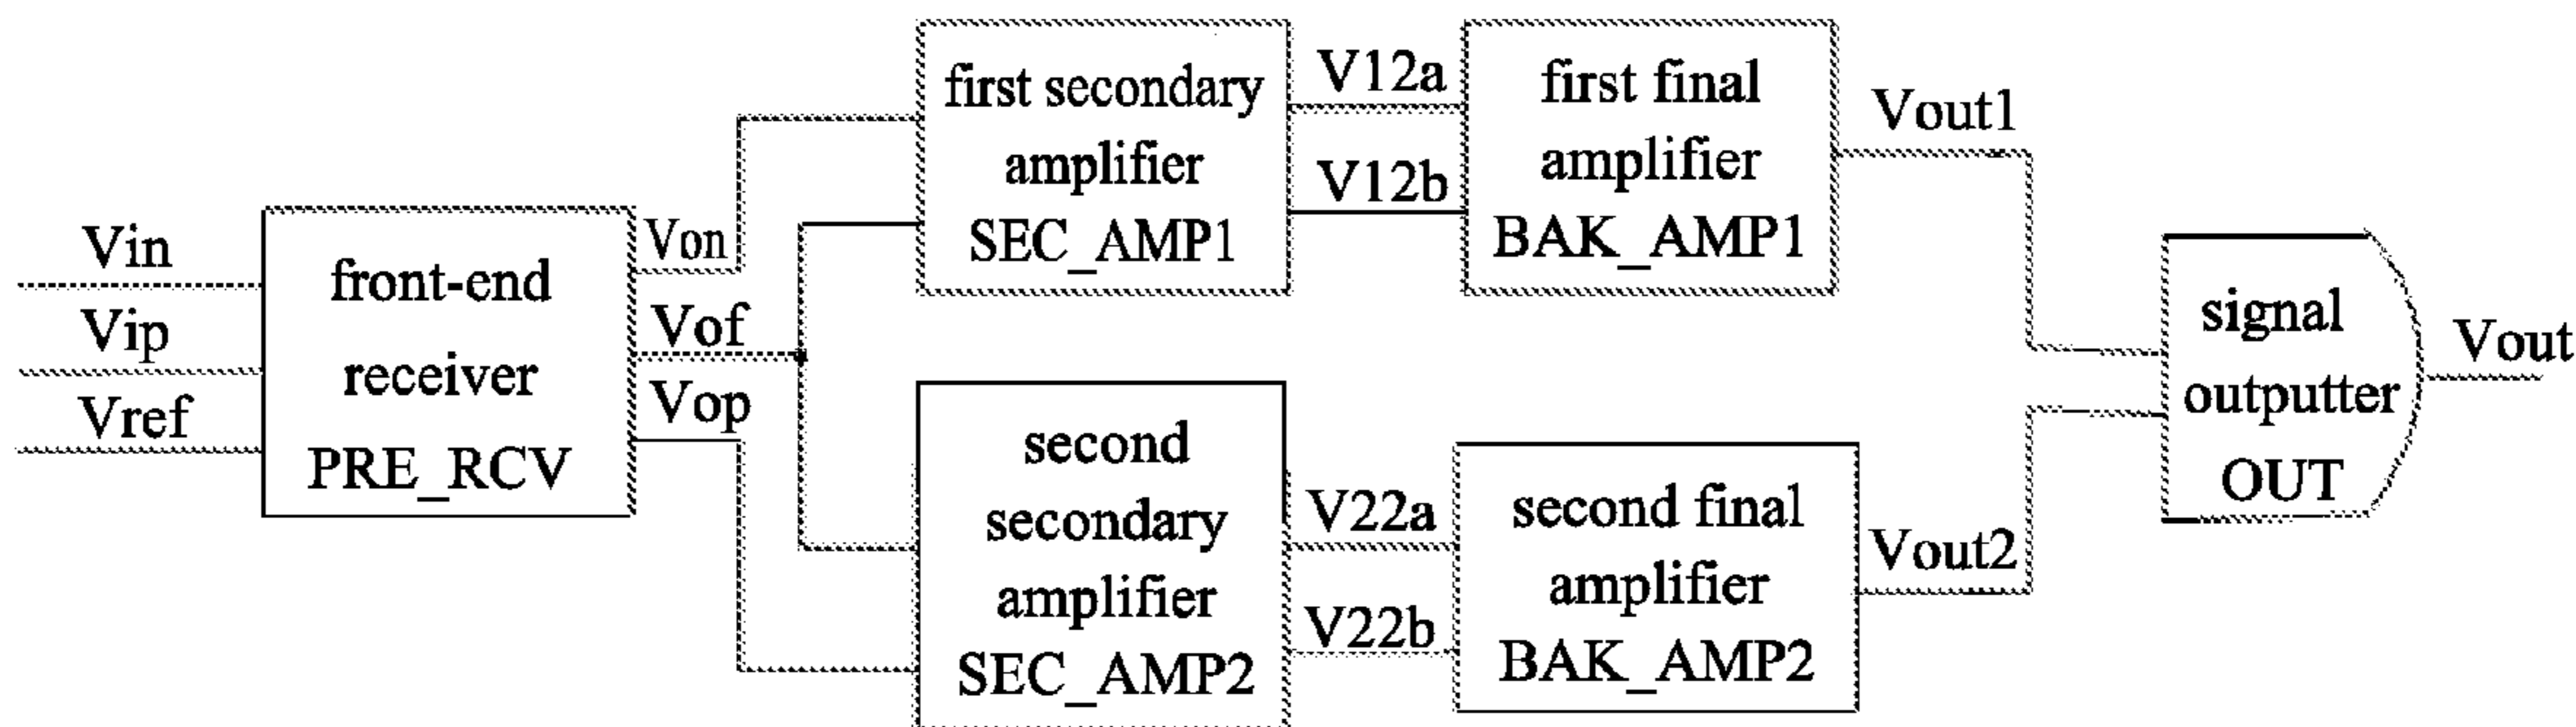 Vin
Vip
Vref
front-end
receiver
PRE_RCV
Von
Vof
Vop
first secondary
amplifier
SEC_AMP1
V12a
V12b
first final
amplifier
BAK_AMP1
Vout1
second
secondary
amplifier
SEC_AMP2
V22a
V22b
second final
amplifier
BAK_AMP2
Vout2
signal
outputter
OUT
Vout